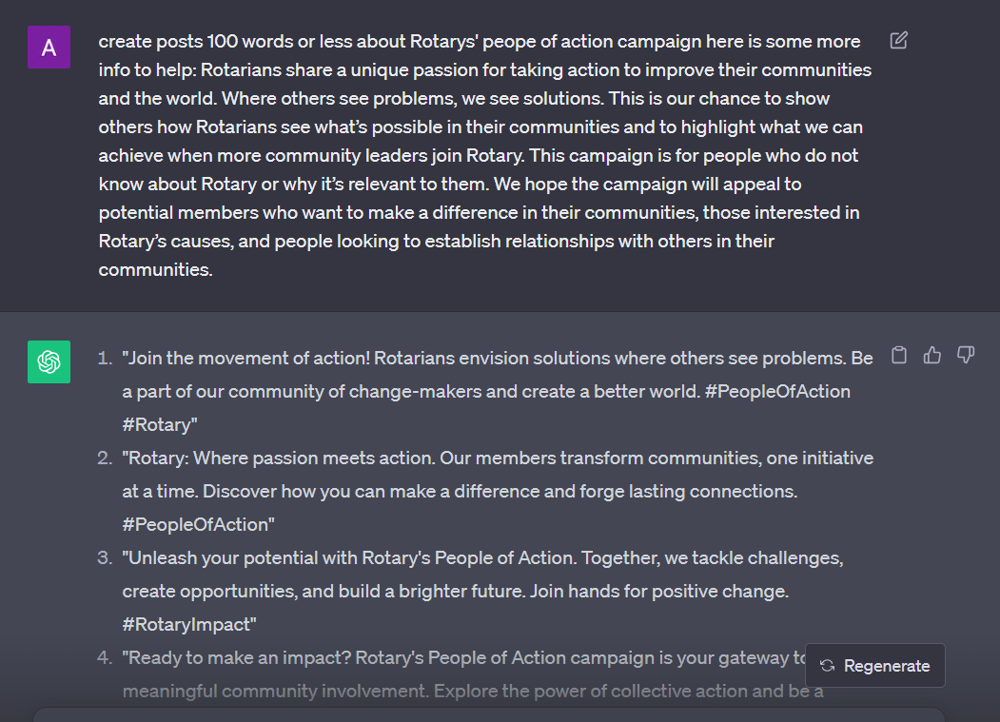 A
create posts 100 words or less about Rotarys' peope of action campaign here is some more
info to help: Rotarians share a unique passion for taking action to improve their communities
and the world. Where others see problems, we see solutions. This is our chance to show
others how Rotarians see what’s possible in their communities and to highlight what we can
achieve when more community leaders join Rotary. This campaign is for people who do not
know about Rotary or why it’s relevant to them. We hope the campaign will appeal to
potential members who want to make a difference in their communities, those interested in
Rotary’s causes, and people looking to establish relationships with others in their
communities.
1. "Join the movement of action! Rotarians envision solutions where others see problems. Be
a part of our community of change-makers and create a better world. #PeopleOfAction
#Rotary"
2. "Rotary: Where passion meets action. Our members transform communities, one initiative
at a time. Discover how you can make a difference and forge lasting connections.
#PeopleOfAction"
3. "Unleash your potential with Rotary's People of Action. Together, we tackle challenges,
create opportunities, and build a brighter future. Join hands for positive change.
#RotaryImpact"
4. "Ready to make an impact? Rotary's People of Action campaign is your gateway
meaningful community involvement. Explore the power of collective action and be a
Regenerate